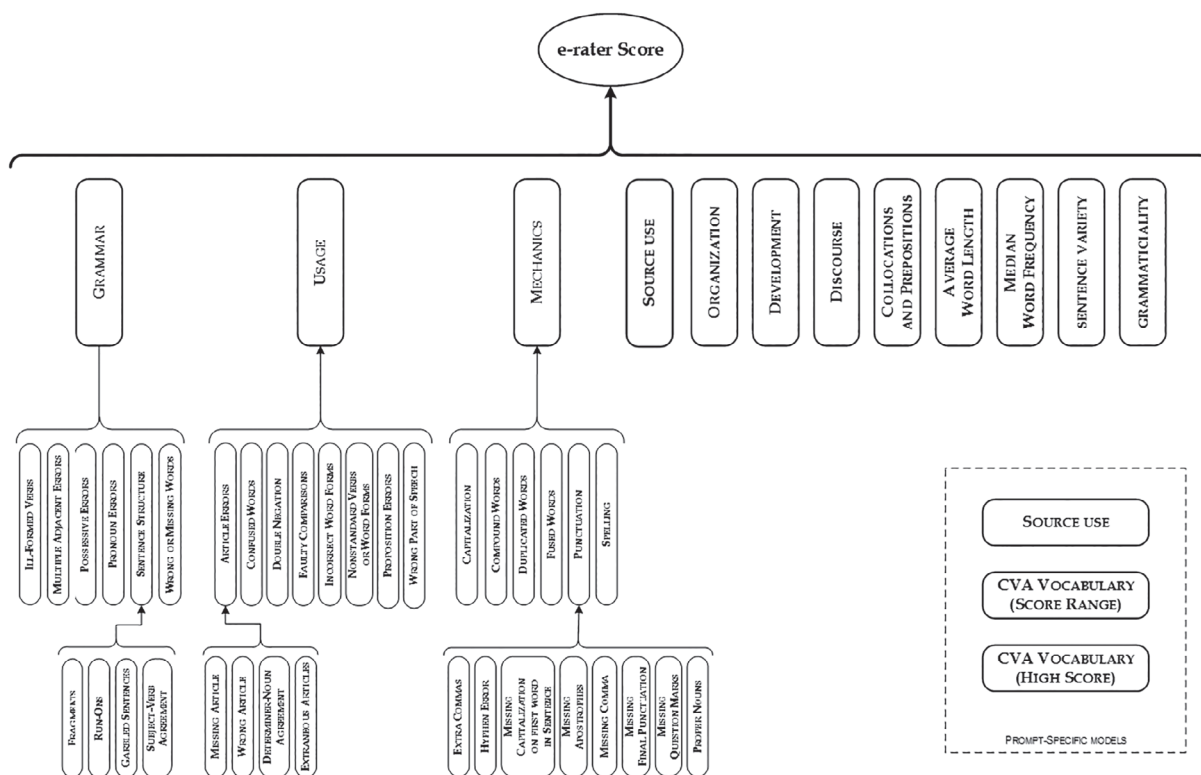 e-rater Score
GRAMMAR
USAGE
MECHANICS
SOURCE USE
ORGANIZATION
DEVELOPMENT
DISCOURSE
COLLOCATIONS
AND PREPOSITIONS
AVERAGE
WORD LENGTH
MEDIAN
WORD FREQUENCY
SENTENCE VARIETY
GRAMMATICIALITY
ILL-FORMED VERBS
MULTIPLE ADJACENT ERRORS
POSSESSIVE ERRORS
PRONOUN ERRORS
SENTENCE STRUCTURE
WRONG OR MISSING WORDS
ARTICLE ERRORS
CONFUSED WORDS
DOUBLE NEGATION
FAULTY COMPARISONS
INCORRECT WORD FORMS
NONSTANDARD VERBS
OR WORD FORMS
PREPOSITION ERRORS
WRONG PART OF SPEECH
CAPITALIZATION
COMPOUND WORDS
DUPLICATED WORDS
FUSED WORDS
PUNCTUATION
SPELLING
FRAGMENTS
RUN-ONS
GARBLED SENTENCES
SUBJECT-VERB
AGREEMENT
MISSING ARTICLE
WRONG ARTICLE
DETERMINER-NOUN
AGREEMENT
EXTRANEOUS ARTICLES
EXTRA COMMAS
HYPHEN ERROR
MISSING
CAPITALIZATION
ON FIRST WORD
IN SENTENCE
MISSING
APOSTROPHES
MISSING COMMA
MISSING
FINAL PUNCTUATION
MISSING
QUESTION MARKS
PROPER NOUNS
SOURCE USE
CVA VOCABULARY
(SCORE RANGE)
CVA VOCABULARY
(HIGH SCORE)
PROMPT-SPECIFIC MODELS